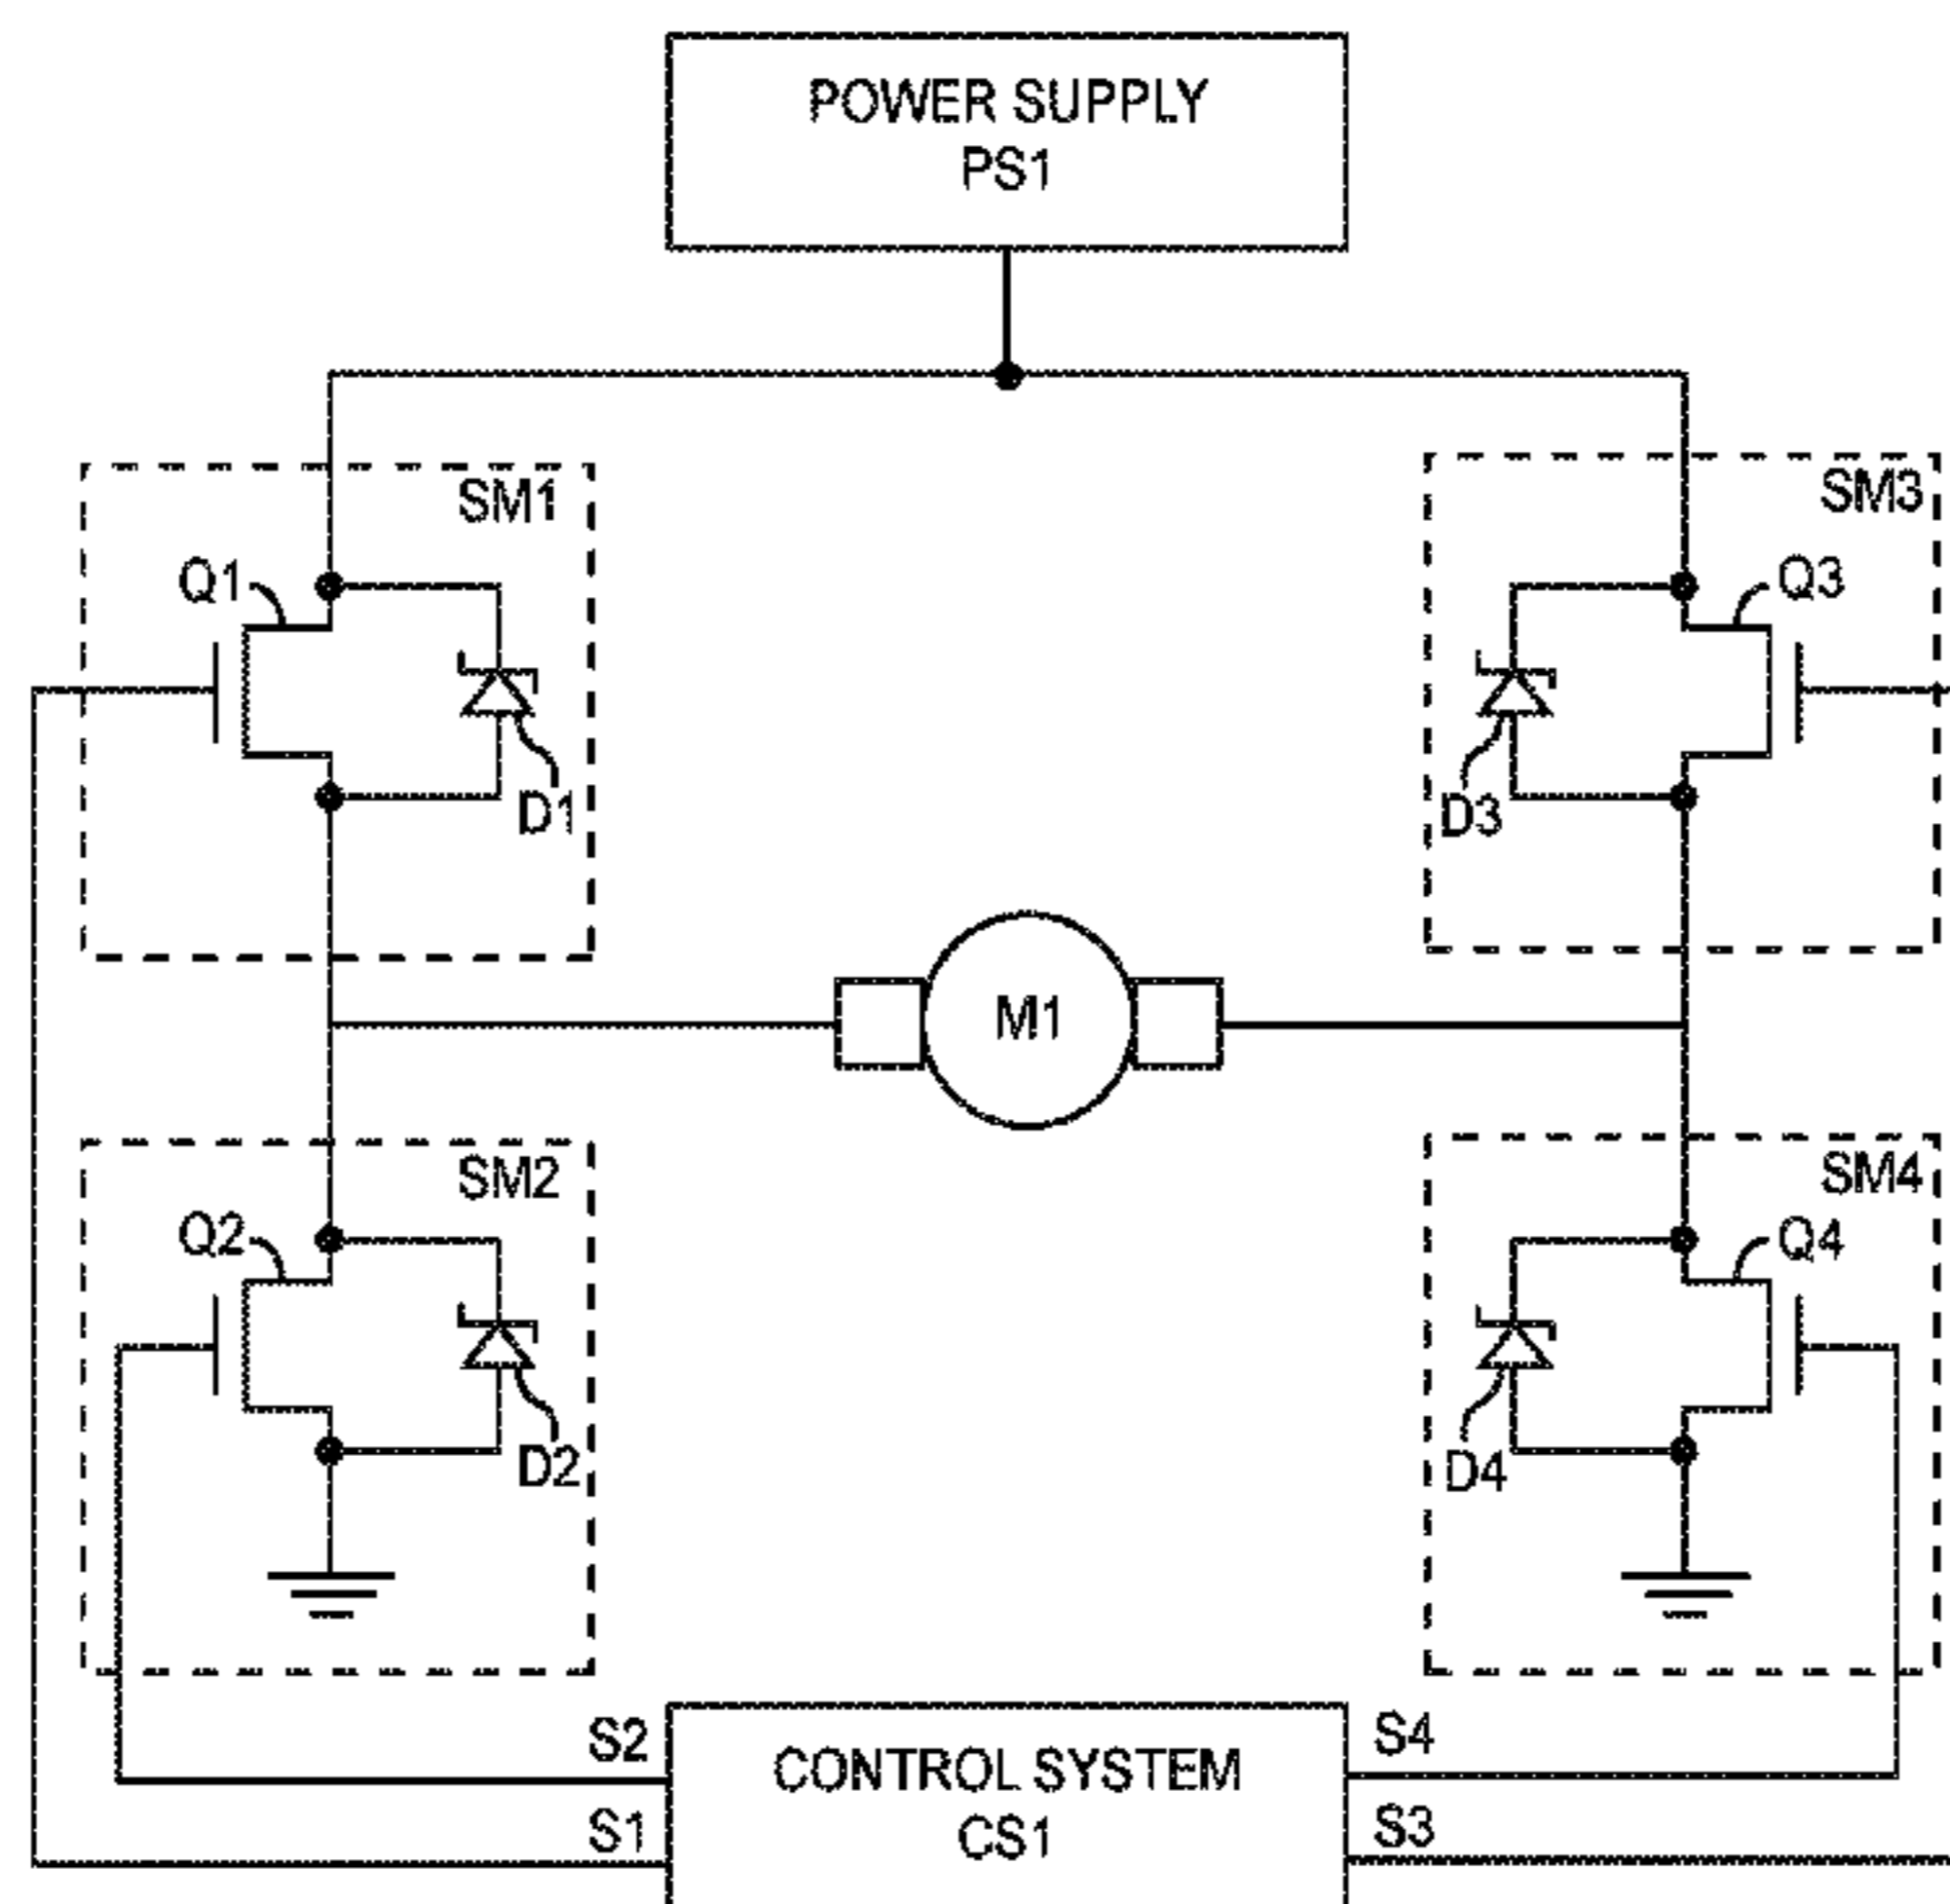 POWER SUPPLY
PS1
SM1
SM3
Q1
Q3
D1
D3
M1
SM2
SM4
Q2
Q4
D2
D4
S2
S4
CONTROL SYSTEM
CS1
S1
S3